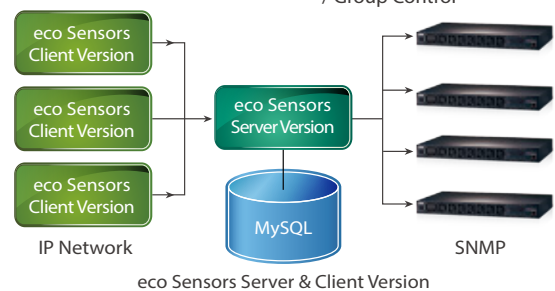 / Group Control
eco Sensors
Client Version
eco Sensors
Client Version
eco Sensors
Client Version
eco Sensors
Server Version
MySQL
IP Network
SNMP
eco Sensors Server & Client Version